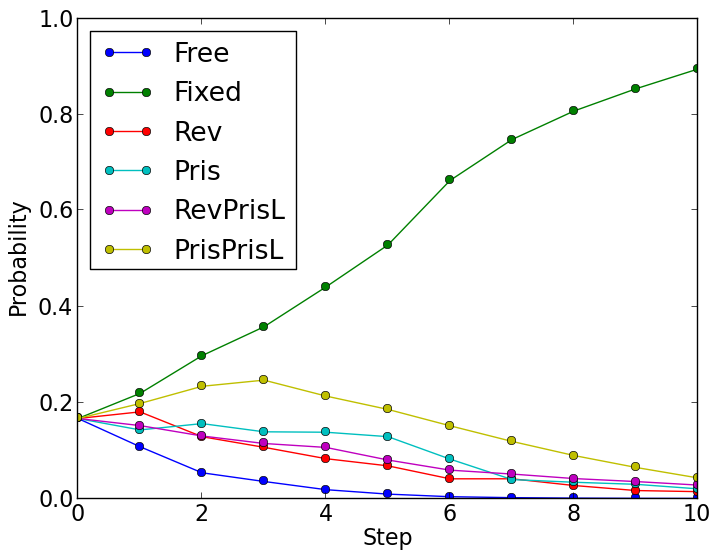 1.0
0.8
0.6
0.4
0.2
0.0
Probability
Free
Fixed
Rev
Pris
RevPrisL
PrisPrisL
0 2 4 6 8 10
Step